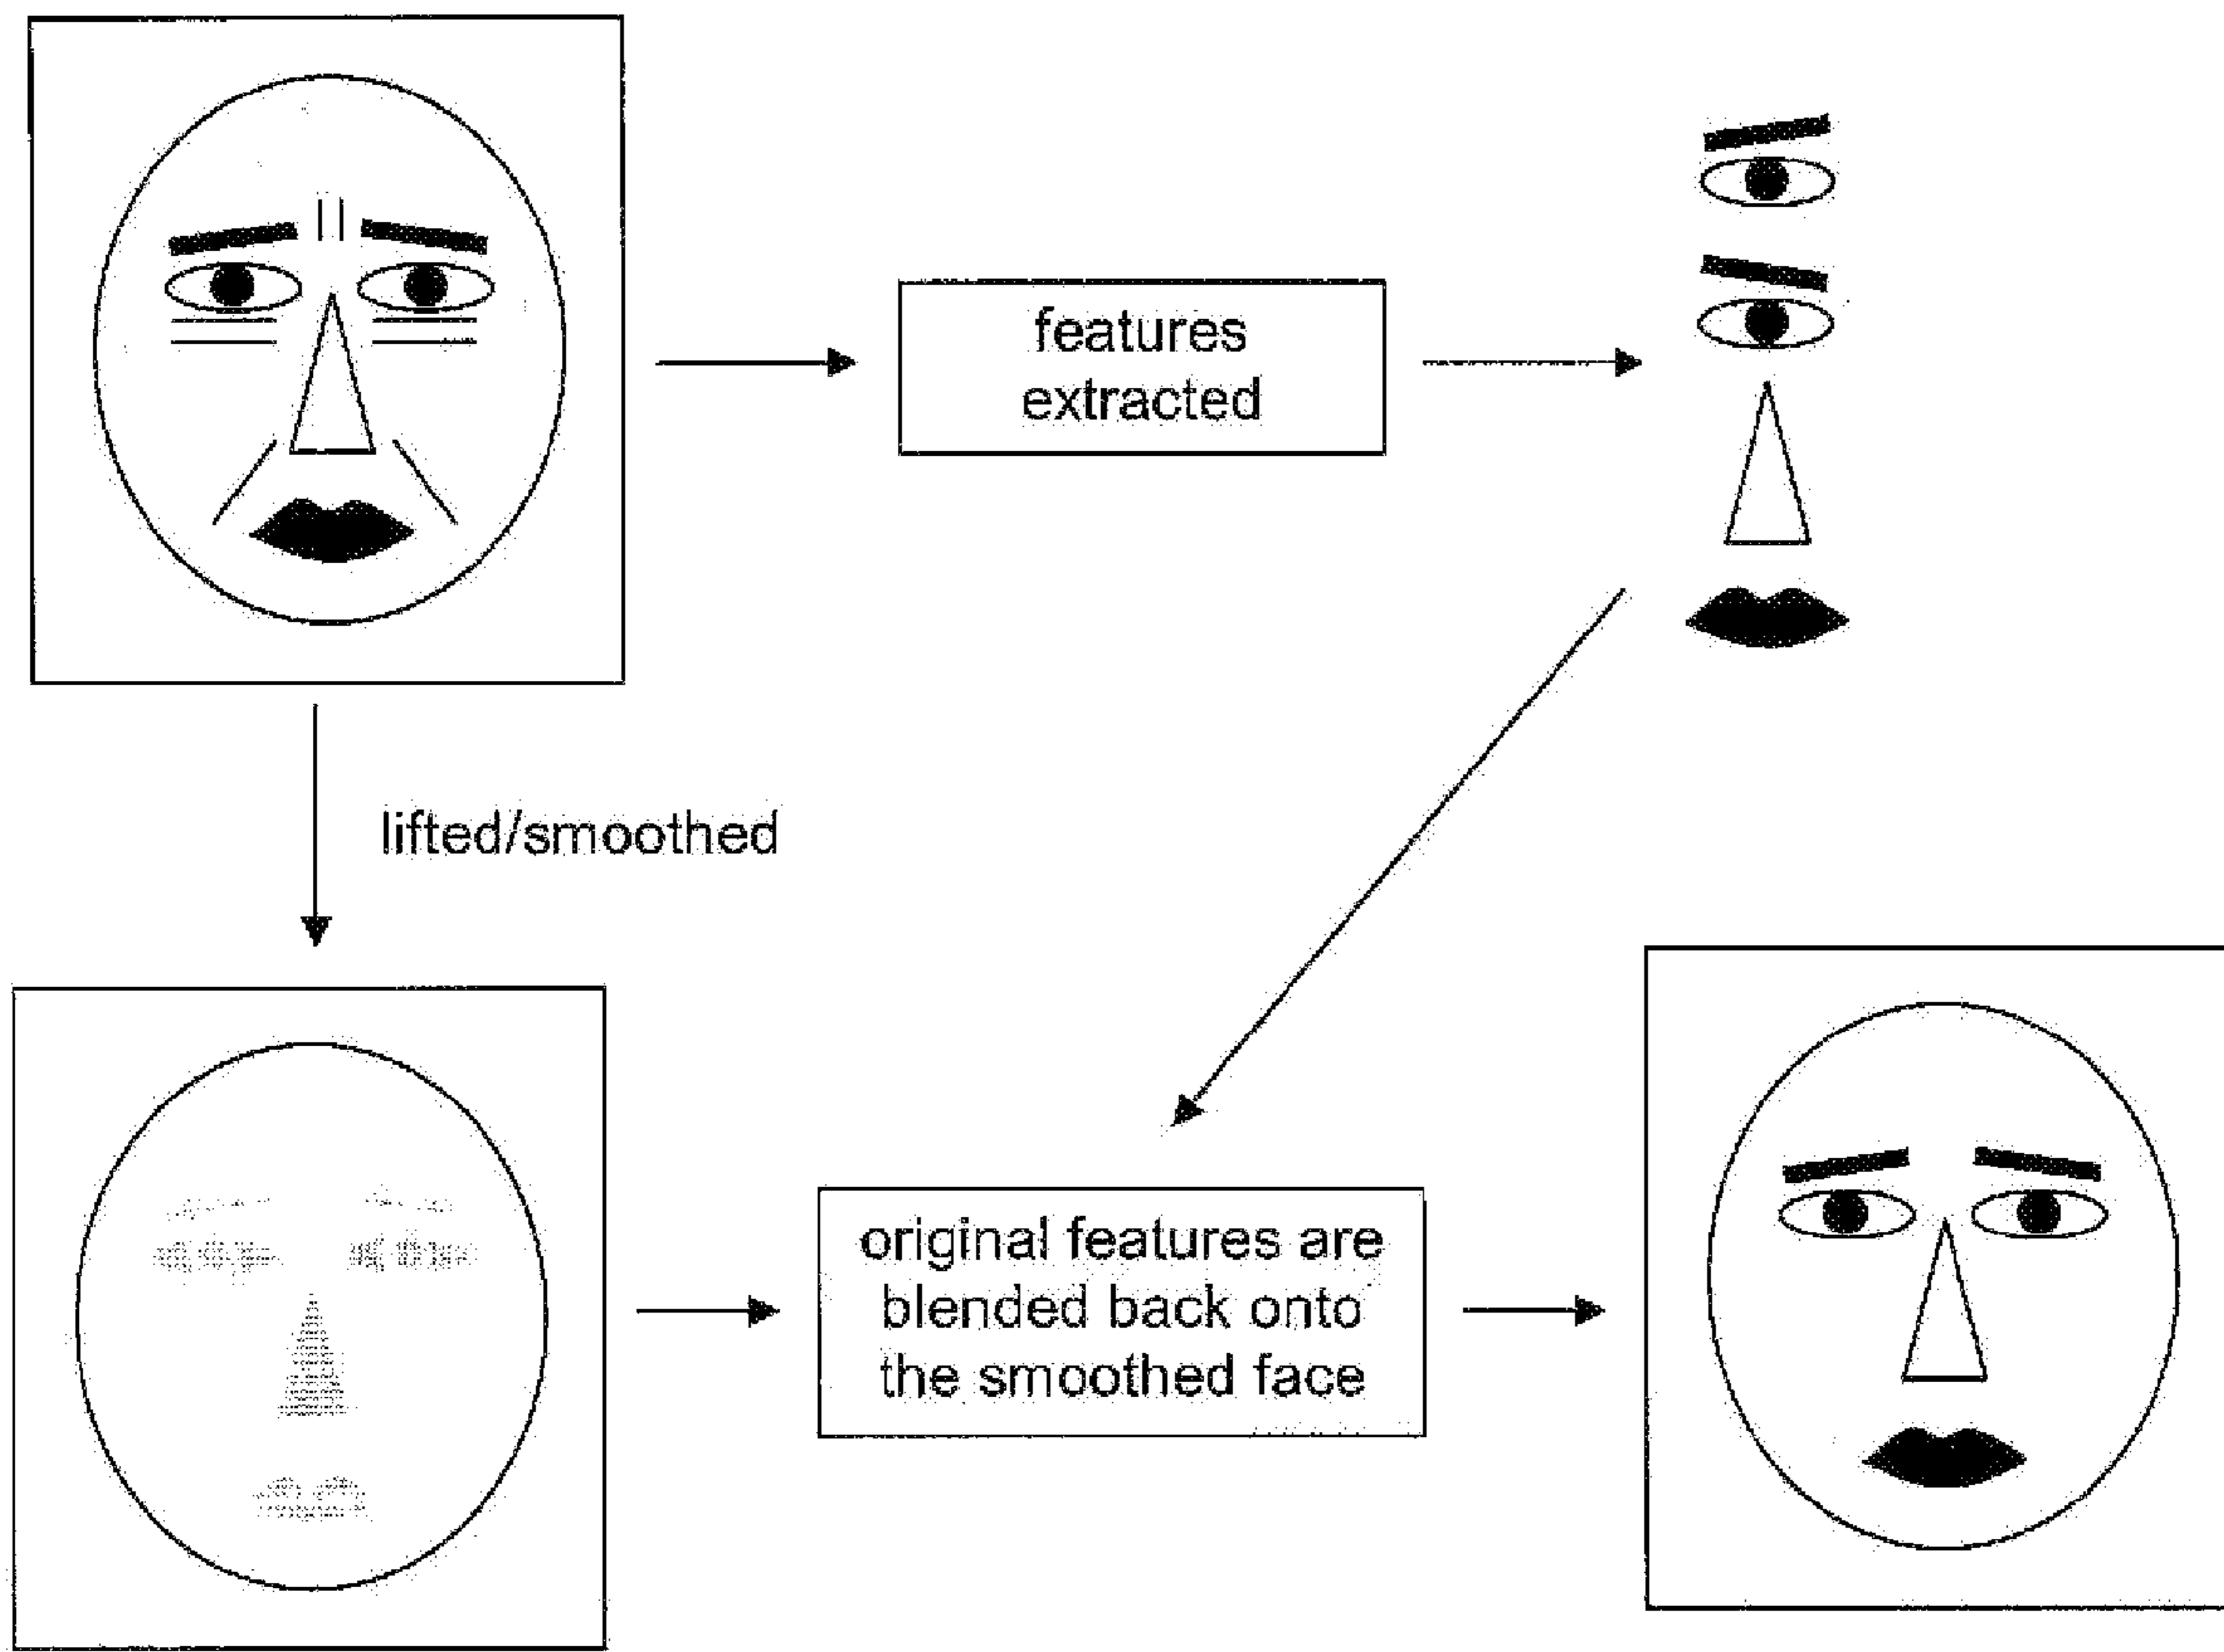 features
extracted
lifted/smoothed
original features are
blended back onto
the smoothed face